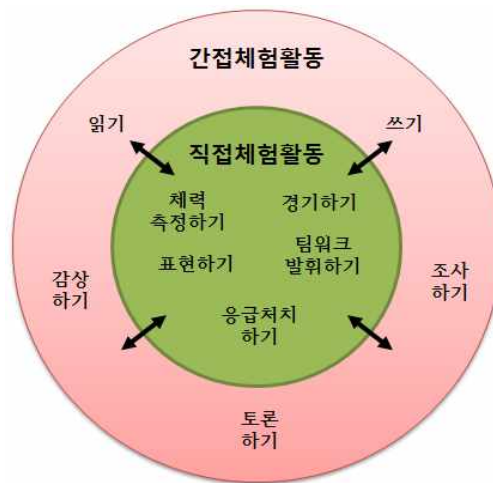 간접체험활동
읽기
쓰기
직접체험활동
체력
측정하기
경기하기
표현하기
팀워크
발휘하기
감상
하기
조사
하기
응급처치
하기
토론
하기